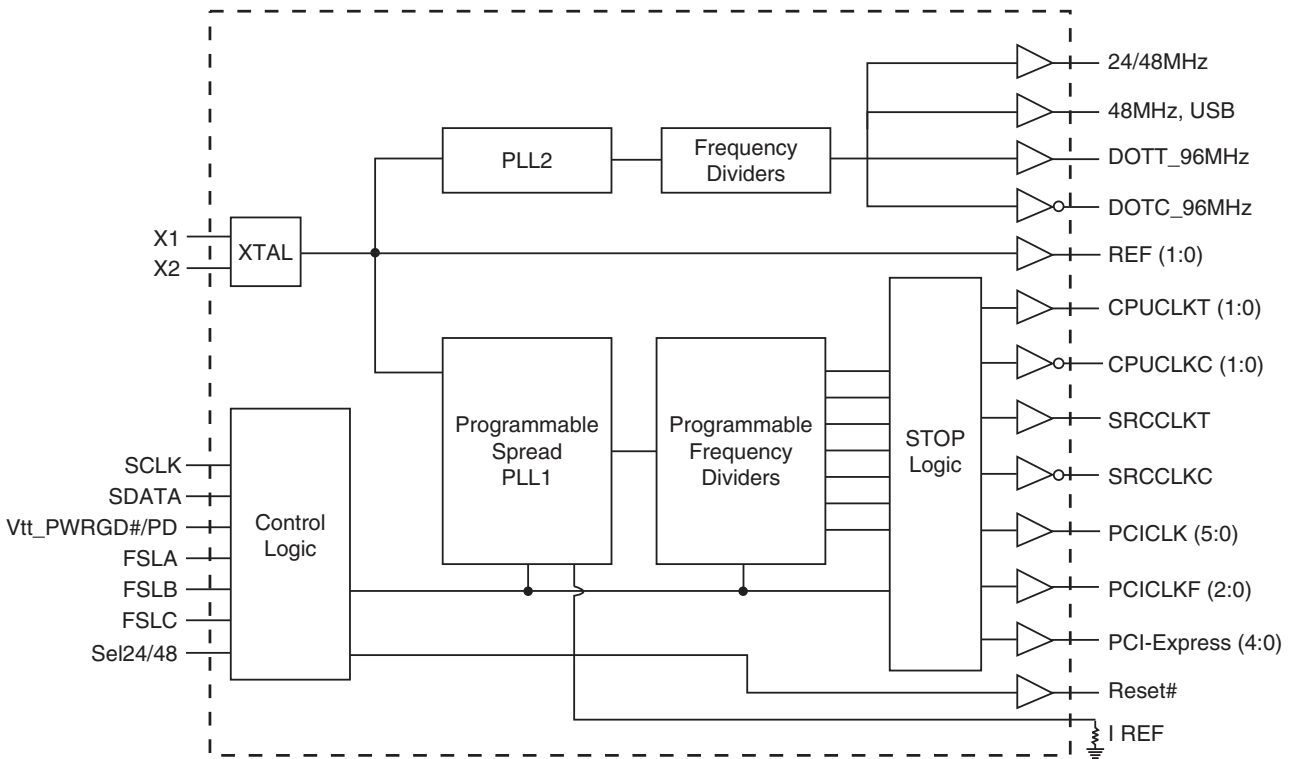 24/48MHz
48MHz, USB
PLL2
Frequency
Dividers
DOTT_96MHz
DOTC_96MHz
X1
X2
XTAL
REF (1:0)
CPUCLKT (1:0)
CPUCLKC (1:0)
Programmable
Spread
PLL1
Programmable
Frequency
Dividers
STOP
Logic
SRCCLKT
SRCCLKC
SCLK
SDATA
Vtt_PWRGD#/PD
FSLA
FSLB
FSLC
Sel24/48
Control
Logic
PCICLK (5:0)
PCICLKF (2:0)
PCI-Express (4:0)
Reset#
I REF